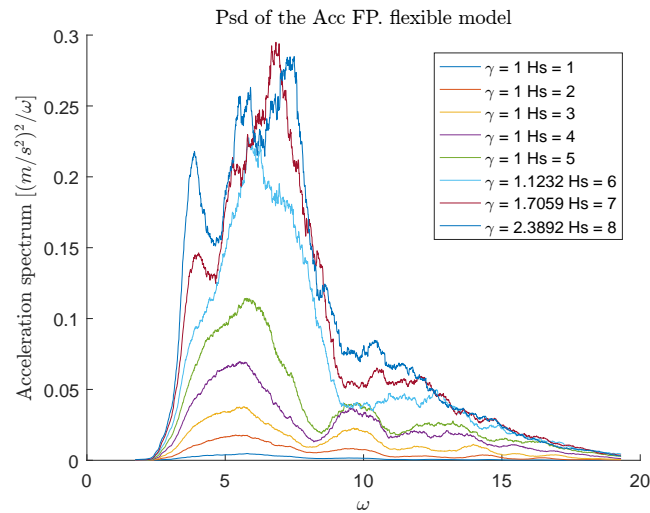 Psd of the Acc FP. flexible model
Acceleration spectrum [(m/s²)²/ω]
0.3
0.25
0.2
0.15
0.1
0.05
0
γ = 1 Hs = 1
γ = 1 Hs = 2
γ = 1 Hs = 3
γ = 1 Hs = 4
γ = 1 Hs = 5
γ = 1.1232 Hs = 6
γ = 1.7059 Hs = 7
γ = 2.3892 Hs = 8
0 5 10 15 20
ω